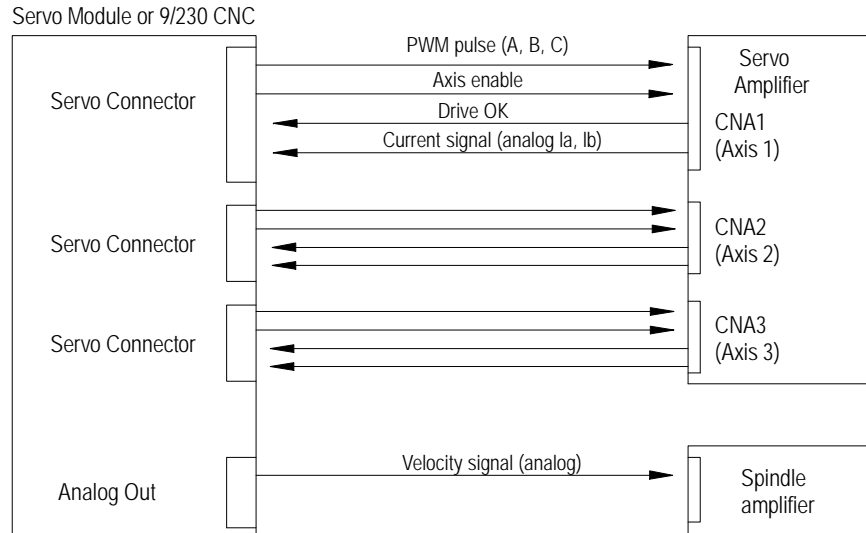 Servo Module or 9/230 CNC
PWM pulse (A, B, C)
Servo
Amplifier
Servo Connector
Axis enable
Drive OK
CNA1
(Axis 1)
Current signal (analog Ia, Ib)
Servo Connector
CNA2
(Axis 2)
Servo Connector
CNA3
(Axis 3)
Velocity signal (analog)
Analog Out
Spindle
amplifier